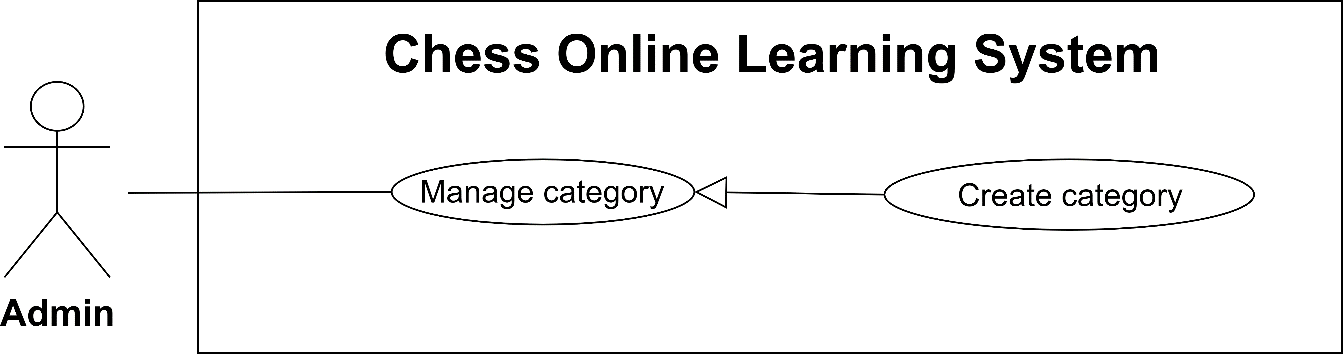 Chess Online Learning System
Manage category
Create category
Admin